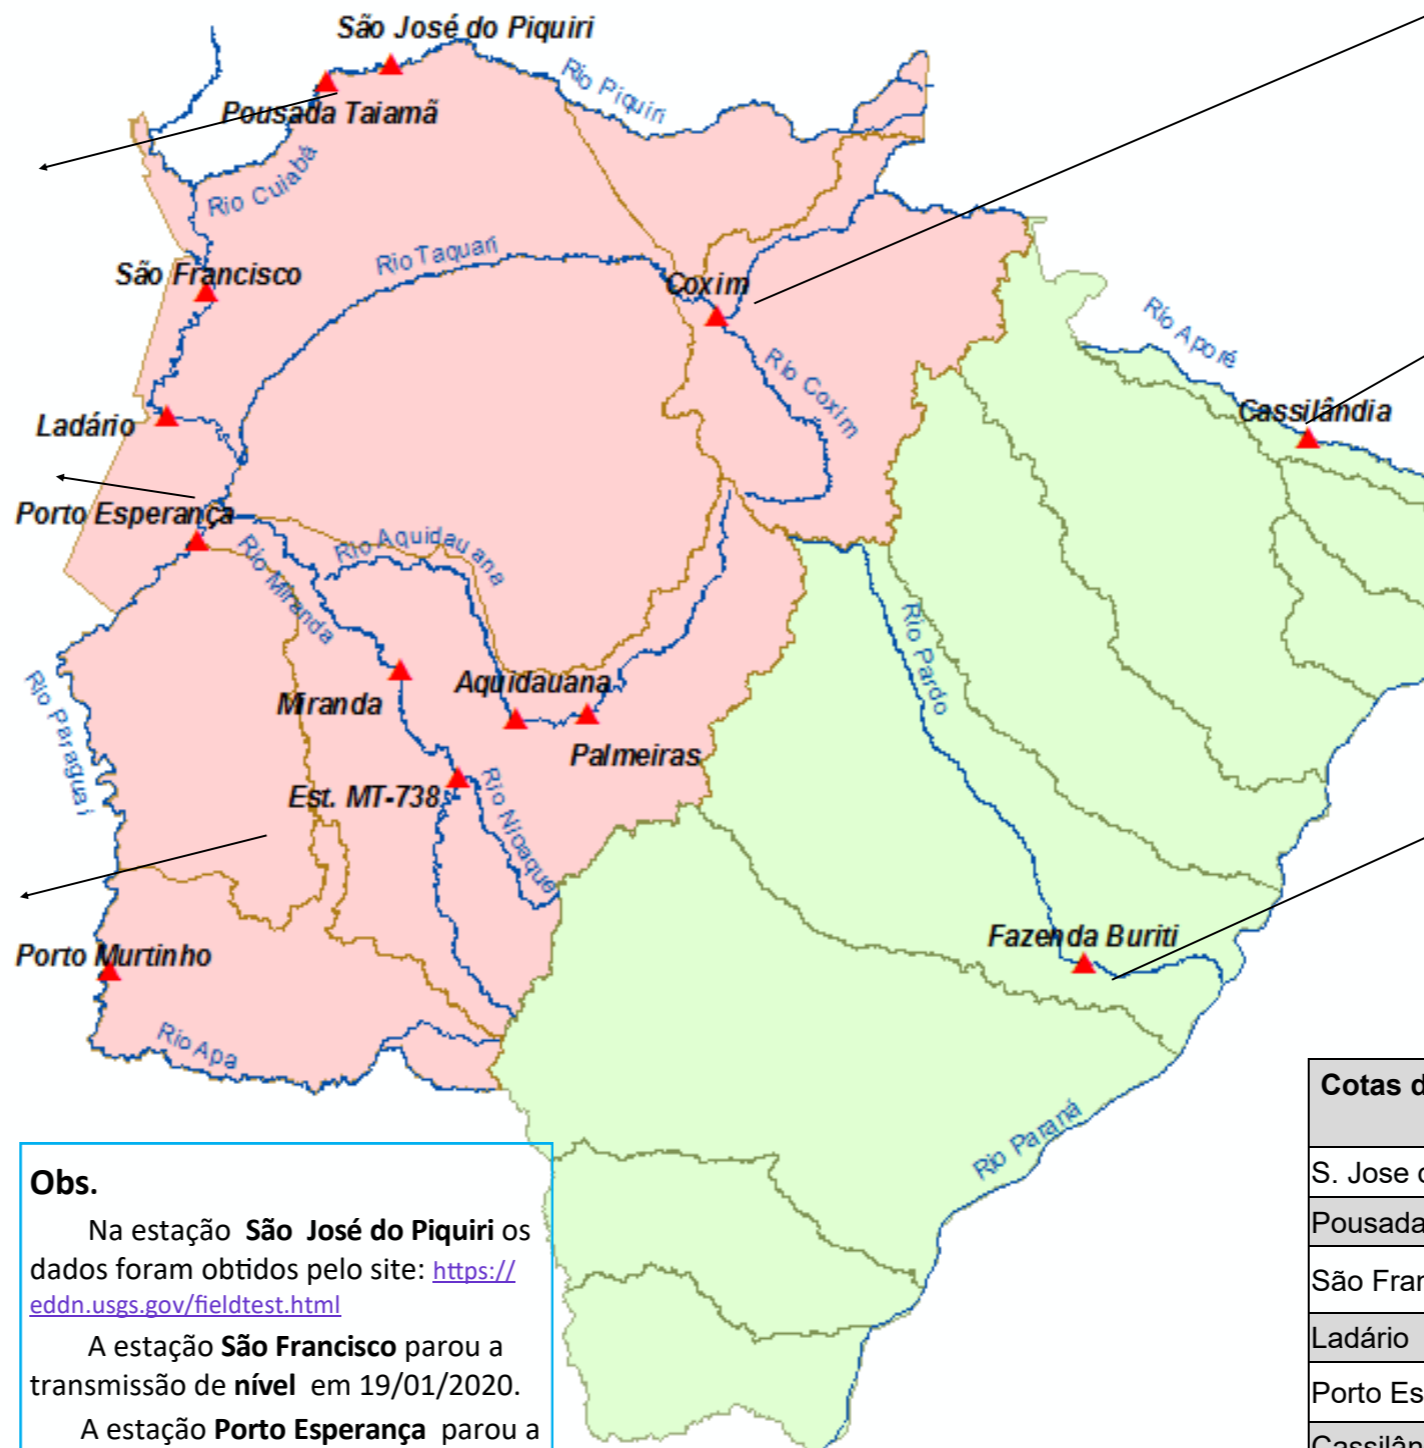 São José do Piquiri
Rio Piquiri
Pousada Taiamã
Rio Cuiabá
Rio Taquari
São Francisco
Coxim
Rio Aporé
Rio Coxim
Cassilândia
Ladário
Porto Esperança
Rio Aquidauana
Rio Miranda
Rio Pardo
Rio Paraguai
Aquidauana
Miranda
Palmeiras
Est. MT-738
Rio Nioaque
Fazenda Buriti
Porto Murtinho
Rio Apa
Rio Paraná
Obs.
Na estação São José do Piquiri os
dados foram obtidos pelo site: https://
eddn.usgs.gov/fieldtest.html
A estação São Francisco parou a
transmissão de nível em 19/01/2020.
A estação Porto Esperança parou a
Cotas d
S. Jose
Pousada
São Fran
Ladário
Porto Es
Cassilân